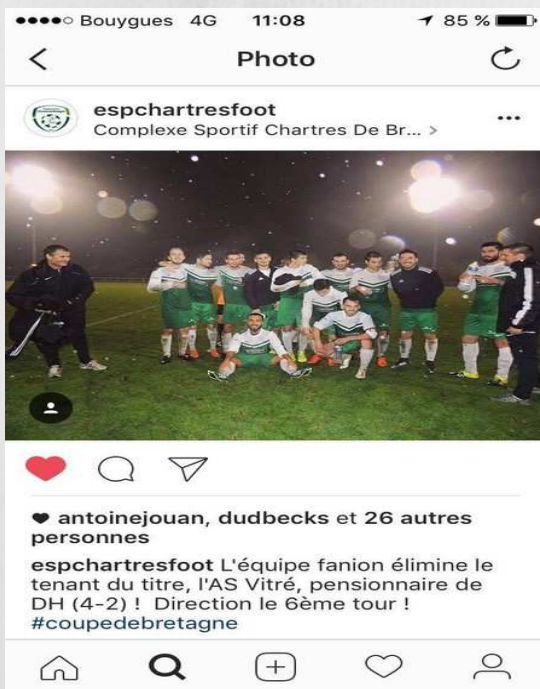 Bouygues 4G 11:08 85 %
Photo
espchartresfoot
Complexe Sportif Chartres De Br... >
antoinejouan, dudbecks et 26 autres
personnes
espchartresfoot L'équipe fanion élimine le
tenant du titre, l'AS Vitré, pensionnaire de
DH (4-2) ! Direction le 6ème tour !
#coupedebretagne